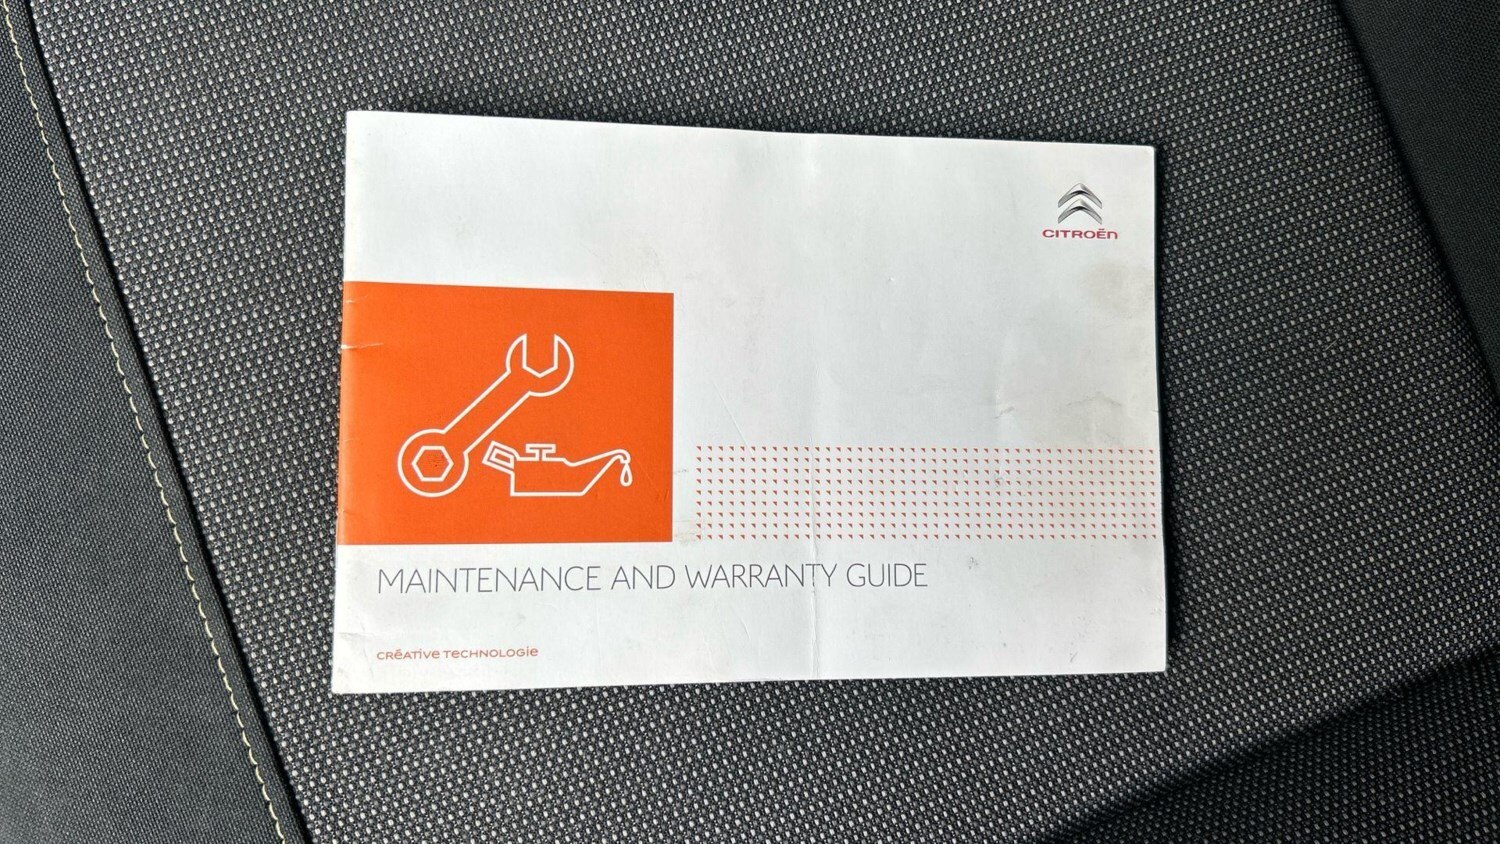 CITROËN
MAINTENANCE AND WARRANTY GUIDE
CRÉATIVE TECHNOLOGIE